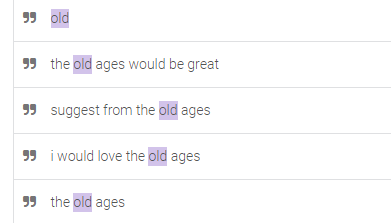 old
the old ages would be great
suggest from the old ages
i would love the old ages
the old ages